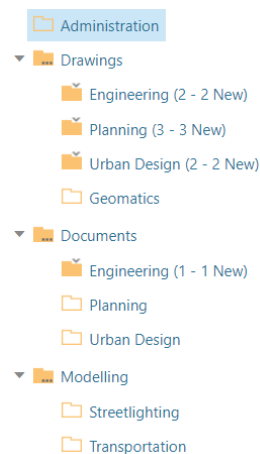 Administration
Drawings
Engineering (2 - 2 New)
Planning (3 - 3 New)
Urban Design (2 - 2 New)
Geomatics
Documents
Engineering (1 - 1 New)
Planning
Urban Design
Modelling
Streetlighting
Transportation